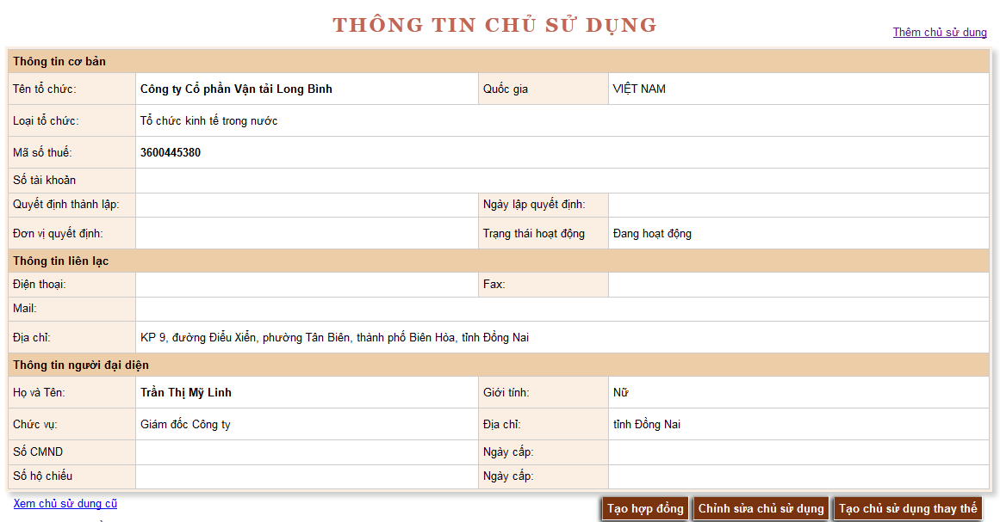 THÔNG TIN CHỦ SỬ DỤNG
Thêm chủ sử dung
Thông tin cơ bản
Tên tổ chức: Công ty Cổ phần Vận tải Long Bình Quốc gia VIỆT NAM
Loại tổ chức: Tổ chức kinh tế trong nước
Mã số thuế: 3600445380
Số tài khoản
Quyết định thành lập: Ngày lập quyết định:
Đơn vị quyết định: Trạng thái hoạt động Đang hoạt động
Thông tin liên lạc
Điện thoại: Fax:
Mail:
Địa chỉ: KP 9, đường Điểu Xiển, phường Tân Biên, thành phố Biên Hòa, tỉnh Đồng Nai
Thông tin người đại diện
Họ và Tên: Trần Thị Mỹ Linh Giới tính: Nữ
Chức vụ: Giám đốc Công ty Địa chỉ: tỉnh Đồng Nai
Số CMND Ngày cấp:
Số hộ chiếu Ngày cấp:
Xem chủ sử dung cũ Tạo hợp đồng Chỉnh sửa chủ sử dụng Tạo chủ sử dụng thay thế